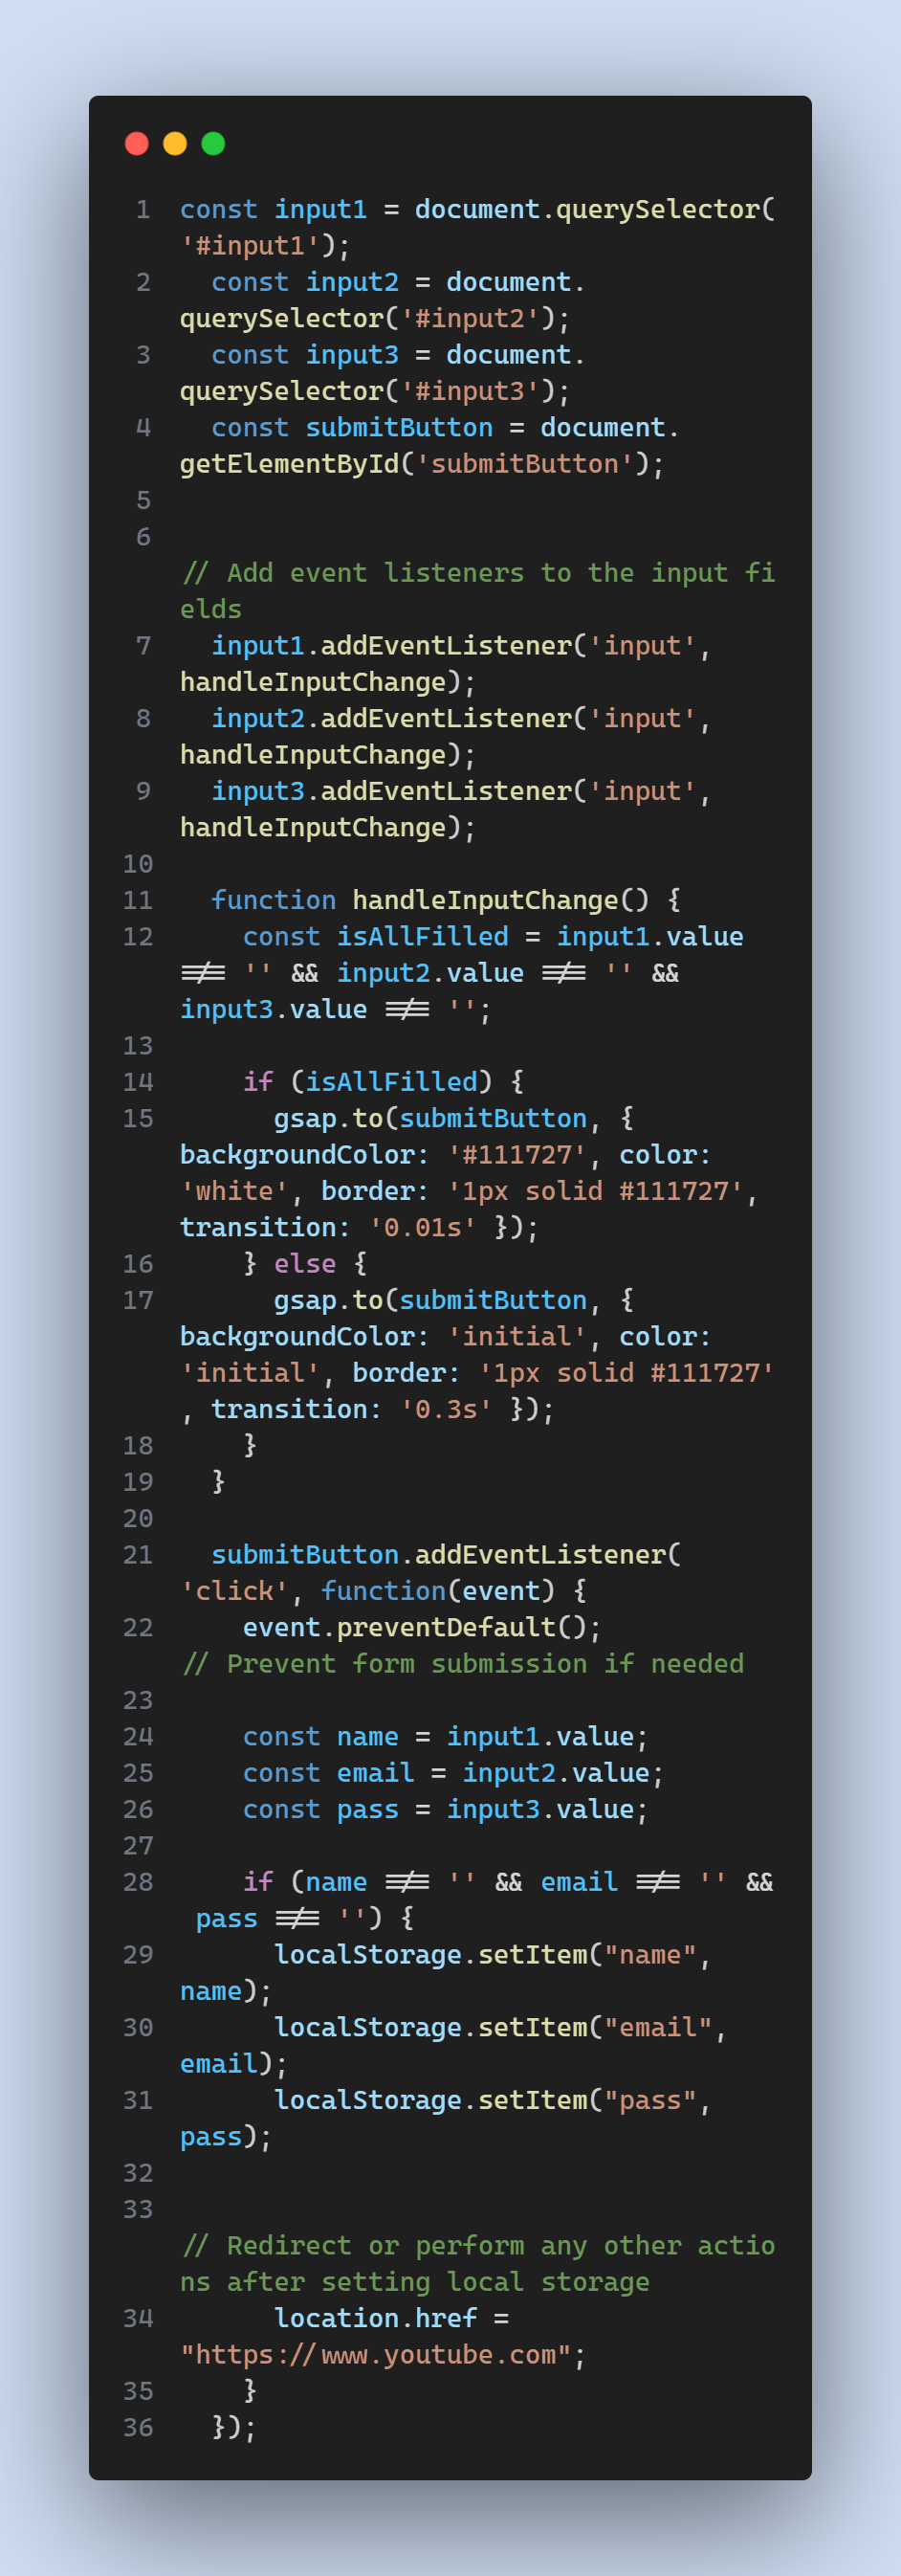 1 const input1 = document.querySelector(
'#input1');
2 const input2 = document.
querySelector('#input2');
3 const input3 = document.
querySelector('#input3');
4 const submitButton = document.
getElementById('submitButton');
5
6
// Add event listeners to the input fi
elds
7 input1.addEventListener('input',
handleInputChange);
8 input2.addEventListener('input',
handleInputChange);
9 input3.addEventListener('input',
handleInputChange);
10
11 function handleInputChange() {
12 const isAllFilled = input1.value
!== '' && input2.value !== '' &&
input3.value !== '';
13
14 if (isAllFilled) {
15 gsap.to(submitButton, {
backgroundColor: '#111727', color:
'white', border: '1px solid #111727',
transition: '0.01s' });
16 } else {
17 gsap.to(submitButton, {
backgroundColor: 'initial', color:
'initial', border: '1px solid #111727'
, transition: '0.3s' });
18 }
19 }
20
21 submitButton.addEventListener(
'click', function(event) {
22 event.preventDefault();
// Prevent form submission if needed
23
24 const name = input1.value;
25 const email = input2.value;
26 const pass = input3.value;
27
28 if (name !== '' && email !== '' &&
pass !== '') {
29 localStorage.setItem("name",
name);
30 localStorage.setItem("email",
email);
31 localStorage.setItem("pass",
pass);
32
33
// Redirect or perform any other actio
ns after setting local storage
34 location.href =
"https://www.youtube.com";
35 }
36 });